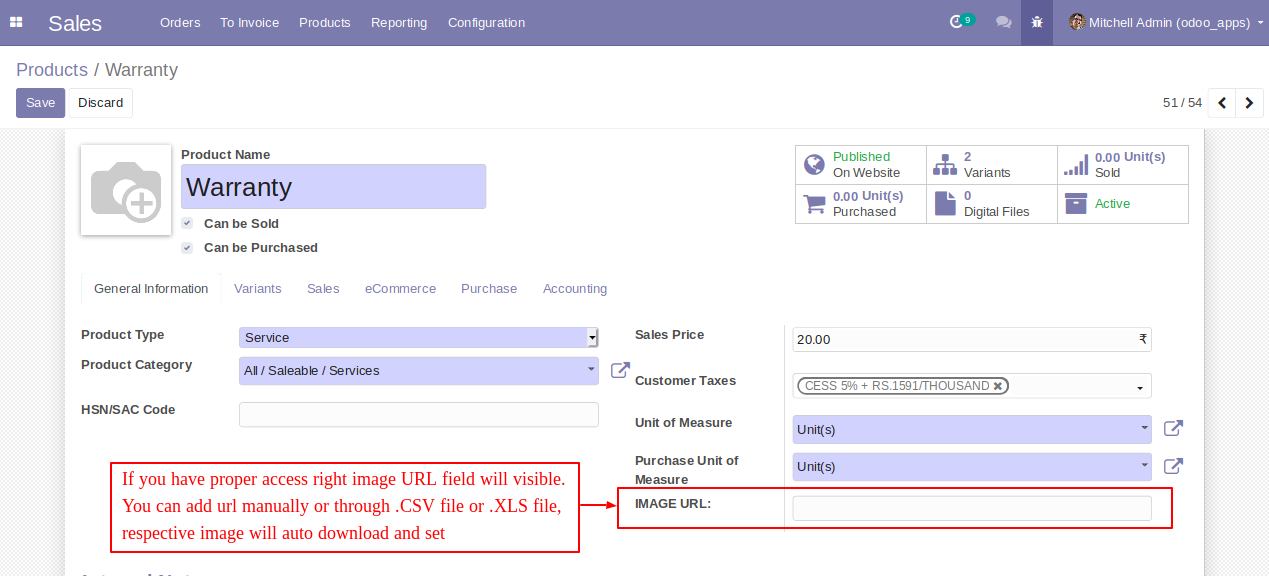 Sales Orders To Invoice Products Reporting Configuration 9 Mitchell Admin (odoo_apps)
Products / Warranty
Save Discard 51 / 54
Product Name
Warranty
Can be Sold
Can be Purchased
Published
On Website
2
Variants
0.00 Unit(s)
Sold
0.00 Unit(s)
Purchased
0
Digital Files
Active
General Information Variants Sales eCommerce Purchase Accounting
Product Type Service
Product Category All / Saleable / Services
HSN/SAC Code
Sales Price 20.00 ₹
Customer Taxes CESS 5% + RS.1591/THOUSAND
Unit of Measure Unit(s)
Purchase Unit of
Measure
Unit(s)
IMAGE URL:
If you have proper access right image URL field will visible.
You can add url manually or through .CSV file or .XLS file,
respective image will auto download and set